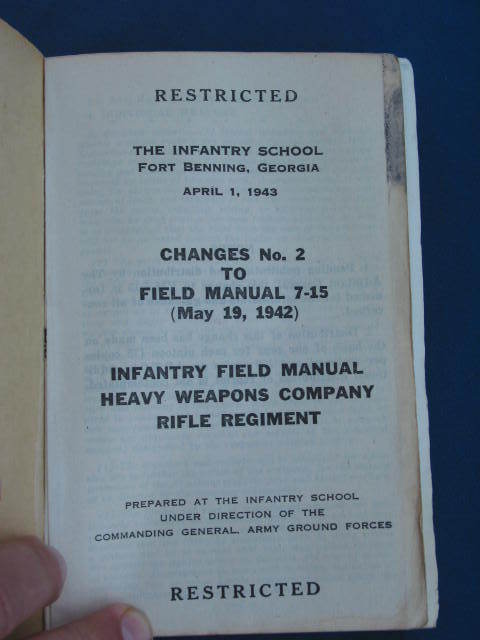 RESTRICTED
THE INFANTRY SCHOOL
FORT BENNING, GEORGIA
APRIL 1, 1943
CHANGES No. 2
TO
FIELD MANUAL 7-15
(May 19, 1942)
INFANTRY FIELD MANUAL
HEAVY WEAPONS COMPANY
RIFLE REGIMENT
PREPARED AT THE INFANTRY SCHOOL
UNDER DIRECTION OF THE
COMMANDING GENERAL, ARMY GROUND FORCES
RESTRICTED